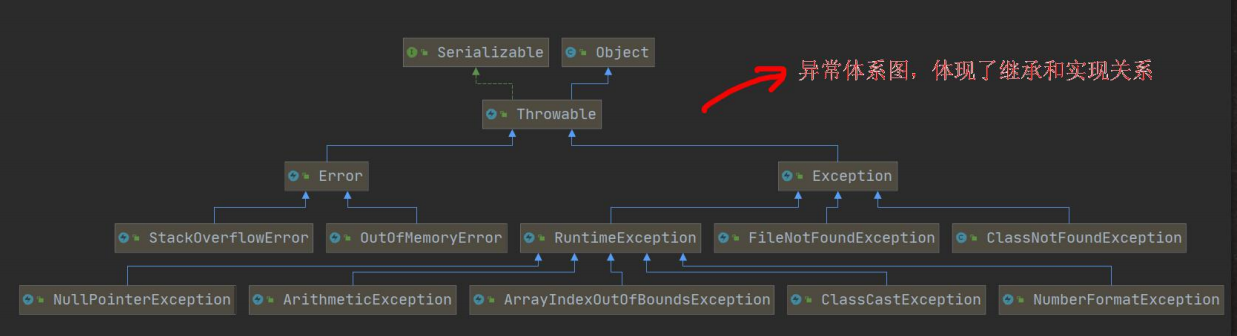 Serializable
Object
异常体系图，体现了继承和实现关系
Throwable
Error
Exception
StackOverflowError
OutOfMemoryError
RuntimeException
FileNotFoundException
ClassNotFoundException
NullPointerException
ArithmeticException
ArrayIndexOutOfBoundsException
ClassCastException
NumberFormatException